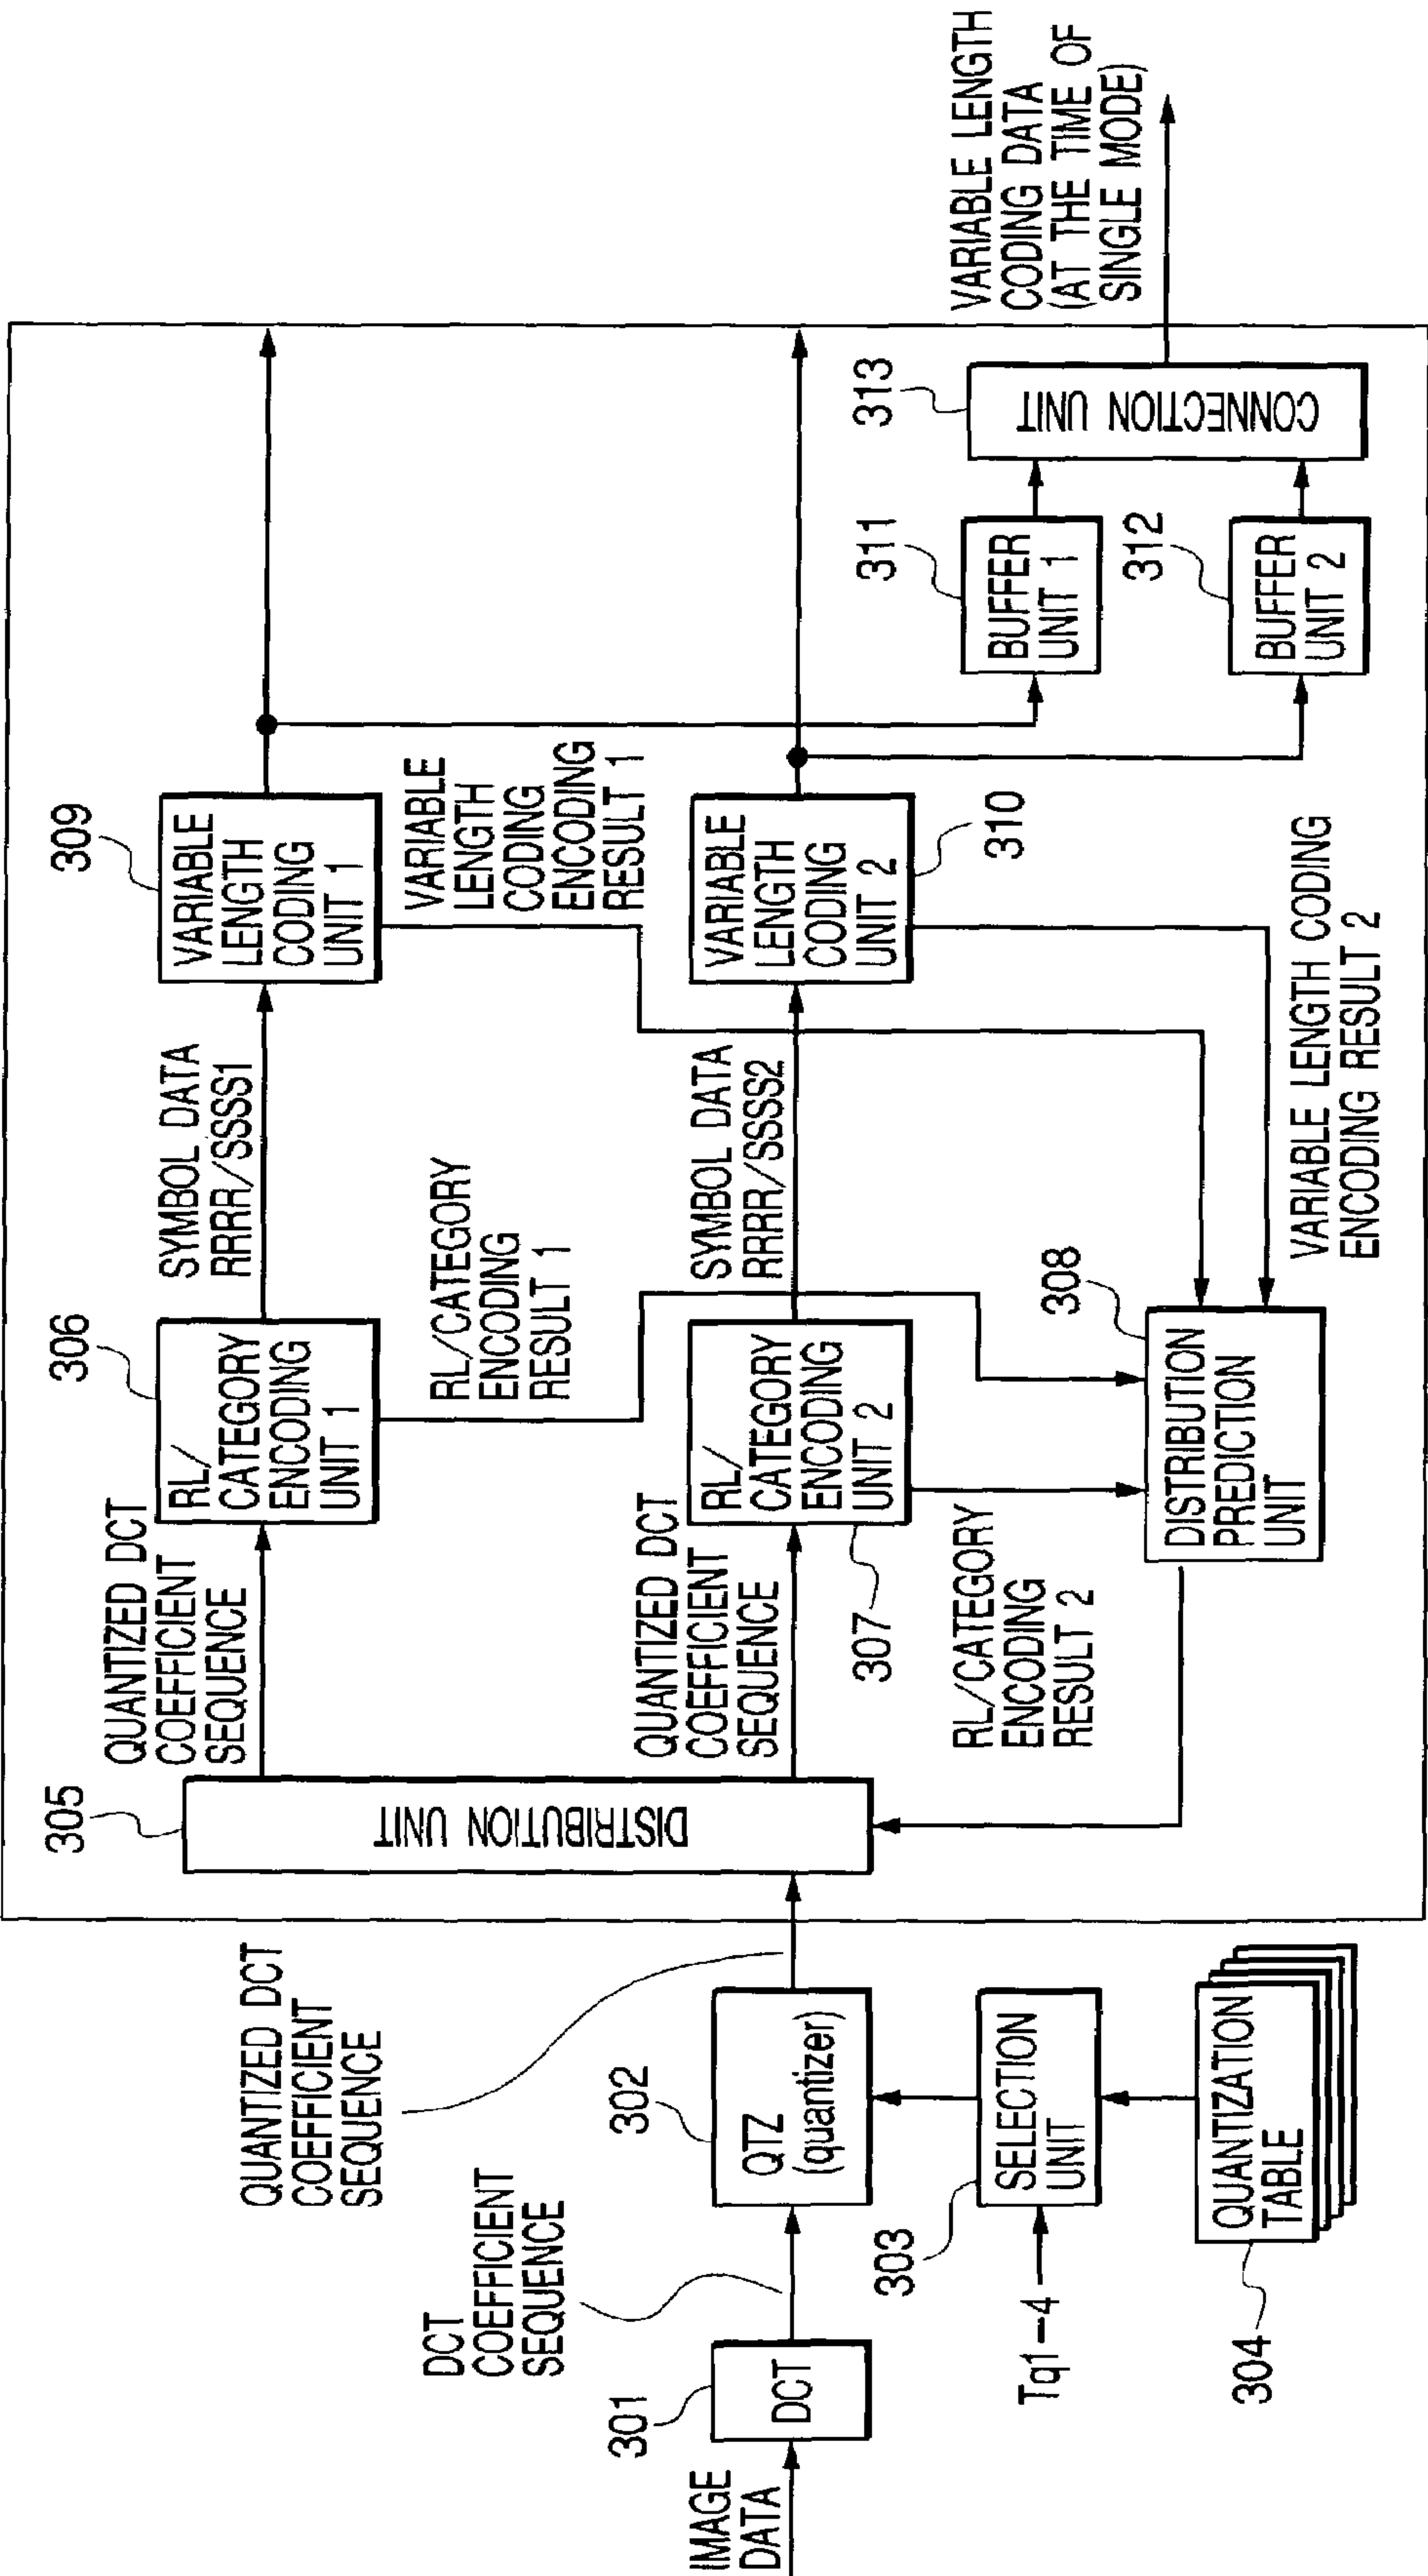 IMAGE
DATA
301
DCT
DCT
COEFFICIENT
SEQUENCE
302
QTZ
(quantizer)
QUANTIZED DCT
COEFFICIENT
SEQUENCE
303
SELECTION
UNIT
Tq1-4
304
QUANTIZATION
TABLE
305
DISTRIBUTION UNIT
QUANTIZED DCT
COEFFICIENT
SEQUENCE
306
RL/
CATEGORY
ENCODING
UNIT 1
QUANTIZED DCT
COEFFICIENT
SEQUENCE
307
RL/
CATEGORY
ENCODING
UNIT 2
RL/CATEGORY
ENCODING
RESULT 1
RL/CATEGORY
ENCODING
RESULT 2
308
DISTRIBUTION
PREDICTION
UNIT
SYMBOL DATA
RRRR/SSSS1
SYMBOL DATA
RRRR/SSSS2
309
VARIABLE
LENGTH
CODING
UNIT 1
VARIABLE
LENGTH
CODING
ENCODING
RESULT 1
310
VARIABLE
LENGTH
CODING
UNIT 2
VARIABLE LENGTH CODING
ENCODING RESULT 2
311
BUFFER
UNIT 1
312
BUFFER
UNIT 2
313
CONNECTION UNIT
VARIABLE LENGTH
CODING DATA
(AT THE TIME OF
SINGLE MODE)